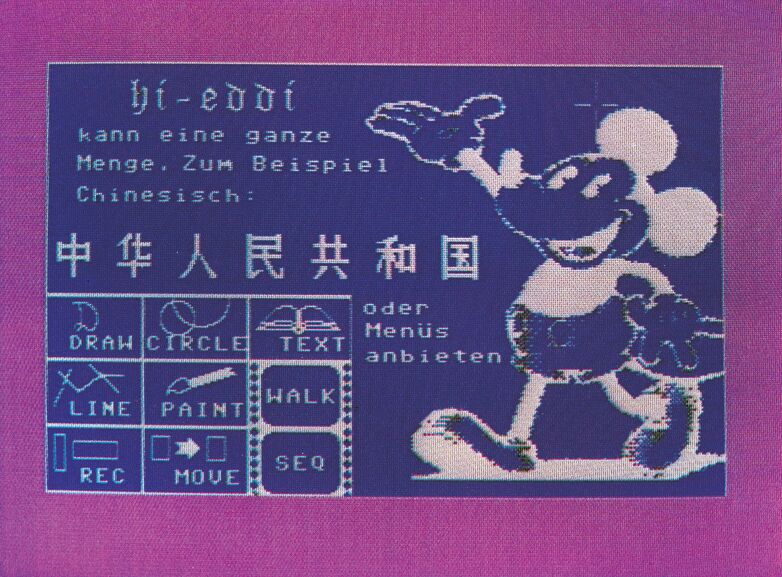 hi-eddi
kann eine ganze
Menge. Zum Beispiel
Chinesisch:
中华人民共和国
oder
Menüs
anbieten
DRAW CIRCLE TEXT
LINE PAINT WALK
REC MOVE SEQ